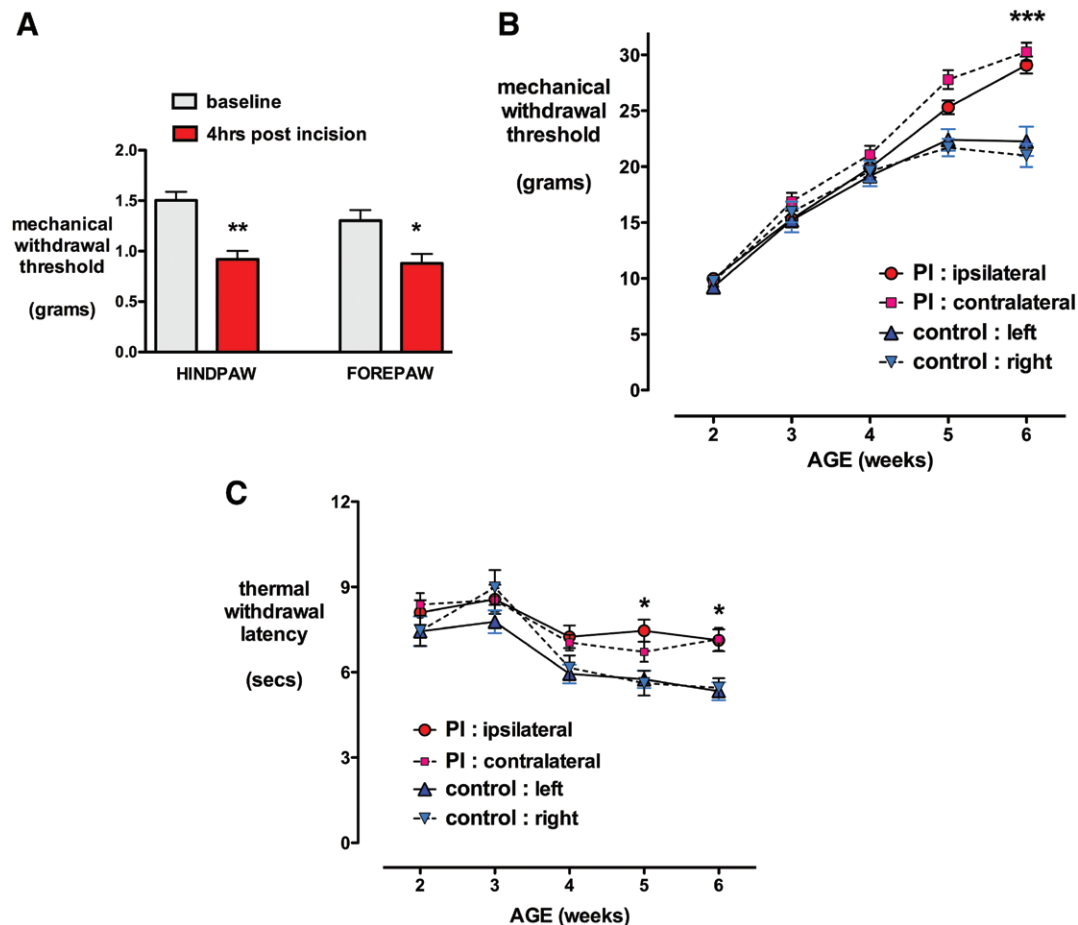 A
baseline
4hrs post incision
mechanical
withdrawal
threshold
(grams)
2.0
1.5
1.0
0.5
0.0
**
*
HINDPAW
FOREPAW
B
mechanical
withdrawal
threshold
(grams)
30
25
20
15
10
5
0
***
PI : ipsilateral
PI : contralateral
control : left
control : right
2 3 4 5 6
AGE (weeks)
C
thermal
withdrawal
latency
(secs)
12
9
6
3
0
* *
PI : ipsilateral
PI : contralateral
control : left
control : right
2 3 4 5 6
AGE (weeks)